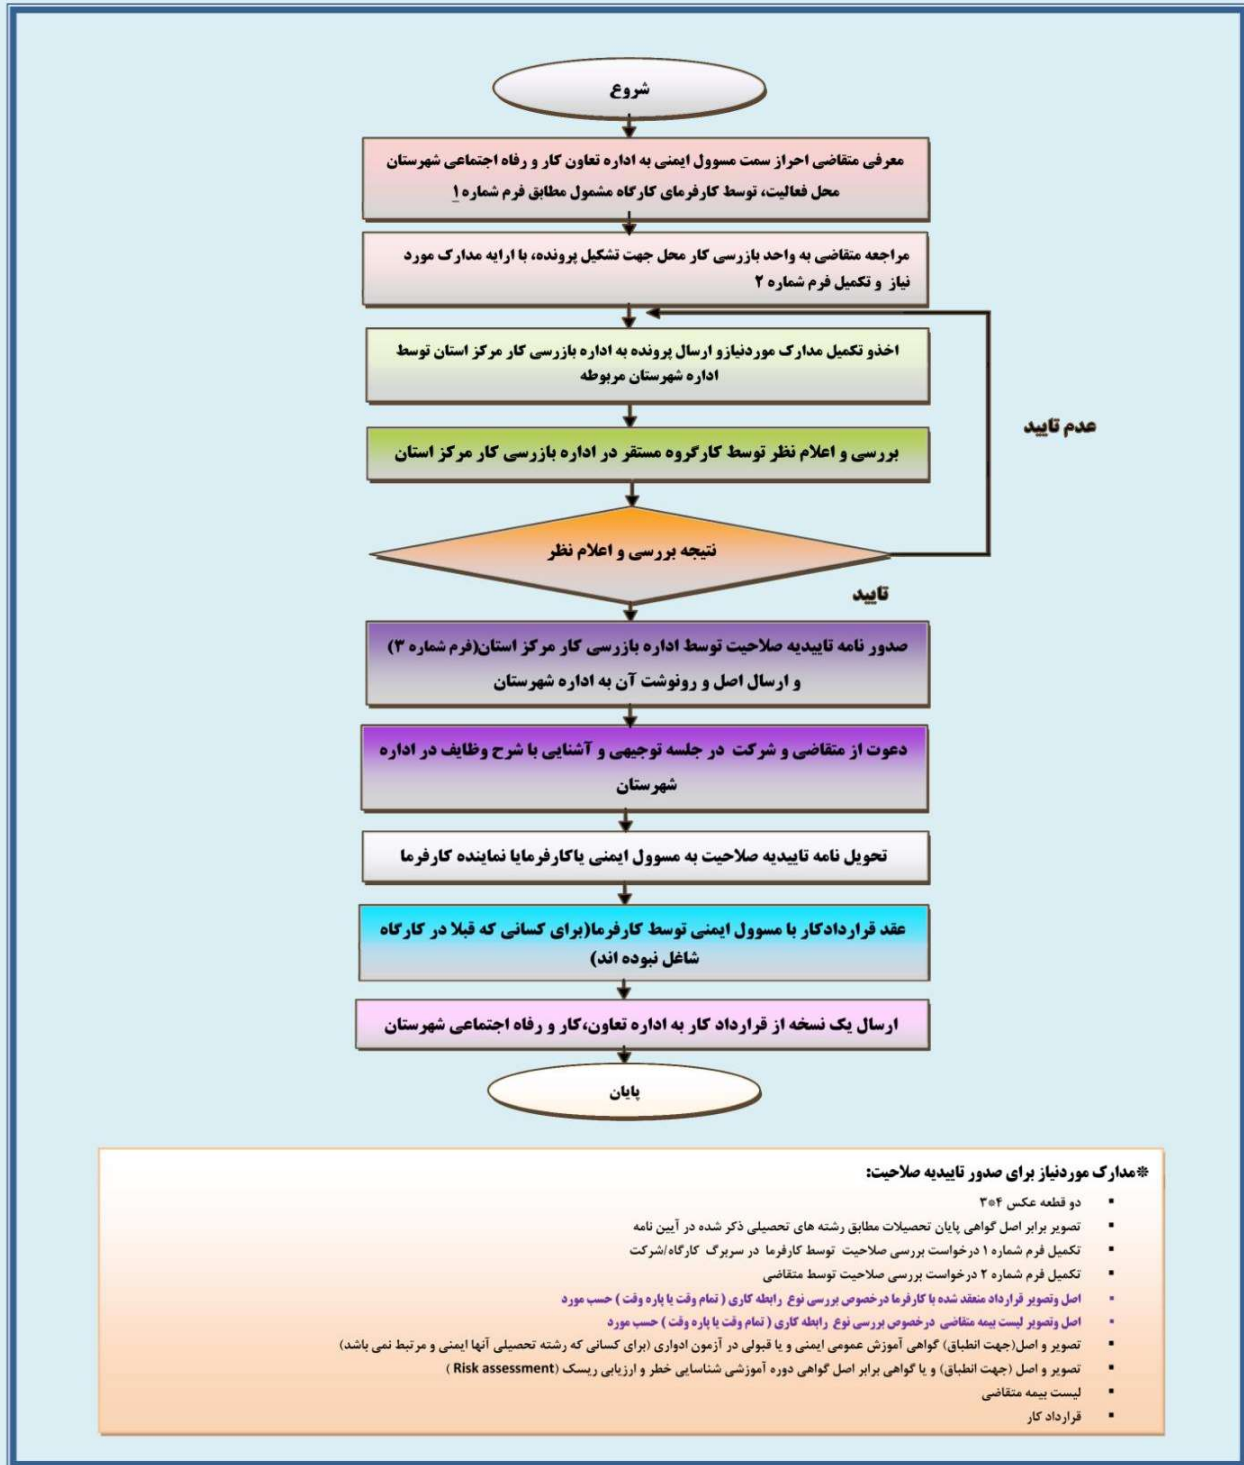 شروع
معرفی متقاضی احراز سمت مسوول ایمنی به اداره تعاون کار و رفاه اجتماعی شهرستان
محل فعالیت، توسط کارفرمای کارگاه مشمول مطابق فرم شماره ۱
مراجعه متقاضی به واحد بازرسی کار محل جهت تشکیل پرونده، با ارایه مدارک مورد
نیاز و تکمیل فرم شماره ۲
اخذو تکمیل مدارک موردنیازو ارسال پرونده به اداره بازرسی کار مرکز استان توسط
اداره شهرستان مربوطه
عدم تایید
بررسی و اعلام نظر توسط کارگروه مستقر در اداره بازرسی کار مرکز استان
نتیجه بررسی و اعلام نظر
تایید
صدور نامه تاییدیه صلاحیت توسط اداره بازرسی کار مرکز استان(فرم شماره ۳)
و ارسال اصل و رونوشت آن به اداره شهرستان
دعوت از متقاضی و شرکت در جلسه توجیهی و آشنایی با شرح وظایف در اداره
شهرستان
تحویل نامه تاییدیه صلاحیت به مسوول ایمنی یاکارفرمایا نماینده کارفرما
عقد قراردادکار با مسوول ایمنی توسط کارفرما(برای کسانی که قبلا در کارگاه
شاغل نبوده اند)
ارسال یک نسخه از قرارداد کار به اداره تعاون،کار و رفاه اجتماعی شهرستان
پایان
*مدارک موردنیاز برای صدور تاییدیه صلاحیت:
▪ دو قطعه عکس ۴*۳
▪ تصویر برابر اصل گواهی پایان تحصیلات مطابق رشته های تحصیلی ذکر شده در آیین نامه
▪ تکمیل فرم شماره ۱ درخواست بررسی صلاحیت توسط کارفرما در سربرگ کارگاه/شرکت
▪ تکمیل فرم شماره ۲ درخواست بررسی صلاحیت توسط متقاضی
▪ اصل وتصویر قرارداد منعقد شده با کارفرما درخصوص بررسی نوع رابطه کاری ( تمام وقت یا پاره وقت ) حسب مورد
▪ اصل وتصویر لیست بیمه متقاضی درخصوص بررسی نوع رابطه کاری ( تمام وقت یا پاره وقت ) حسب مورد
▪ تصویر و اصل(جهت انطباق) گواهی آموزش عمومی ایمنی و یا قبولی در آزمون ادواری (برای کسانی که رشته تحصیلی آنها ایمنی و مرتبط نمی باشد)
▪ تصویر و اصل (جهت انطباق) و یا گواهی برابر اصل گواهی دوره آموزشی شناسایی خطر و ارزیابی ریسک (Risk assessment )
▪ لیست بیمه متقاضی
▪ قرارداد کار